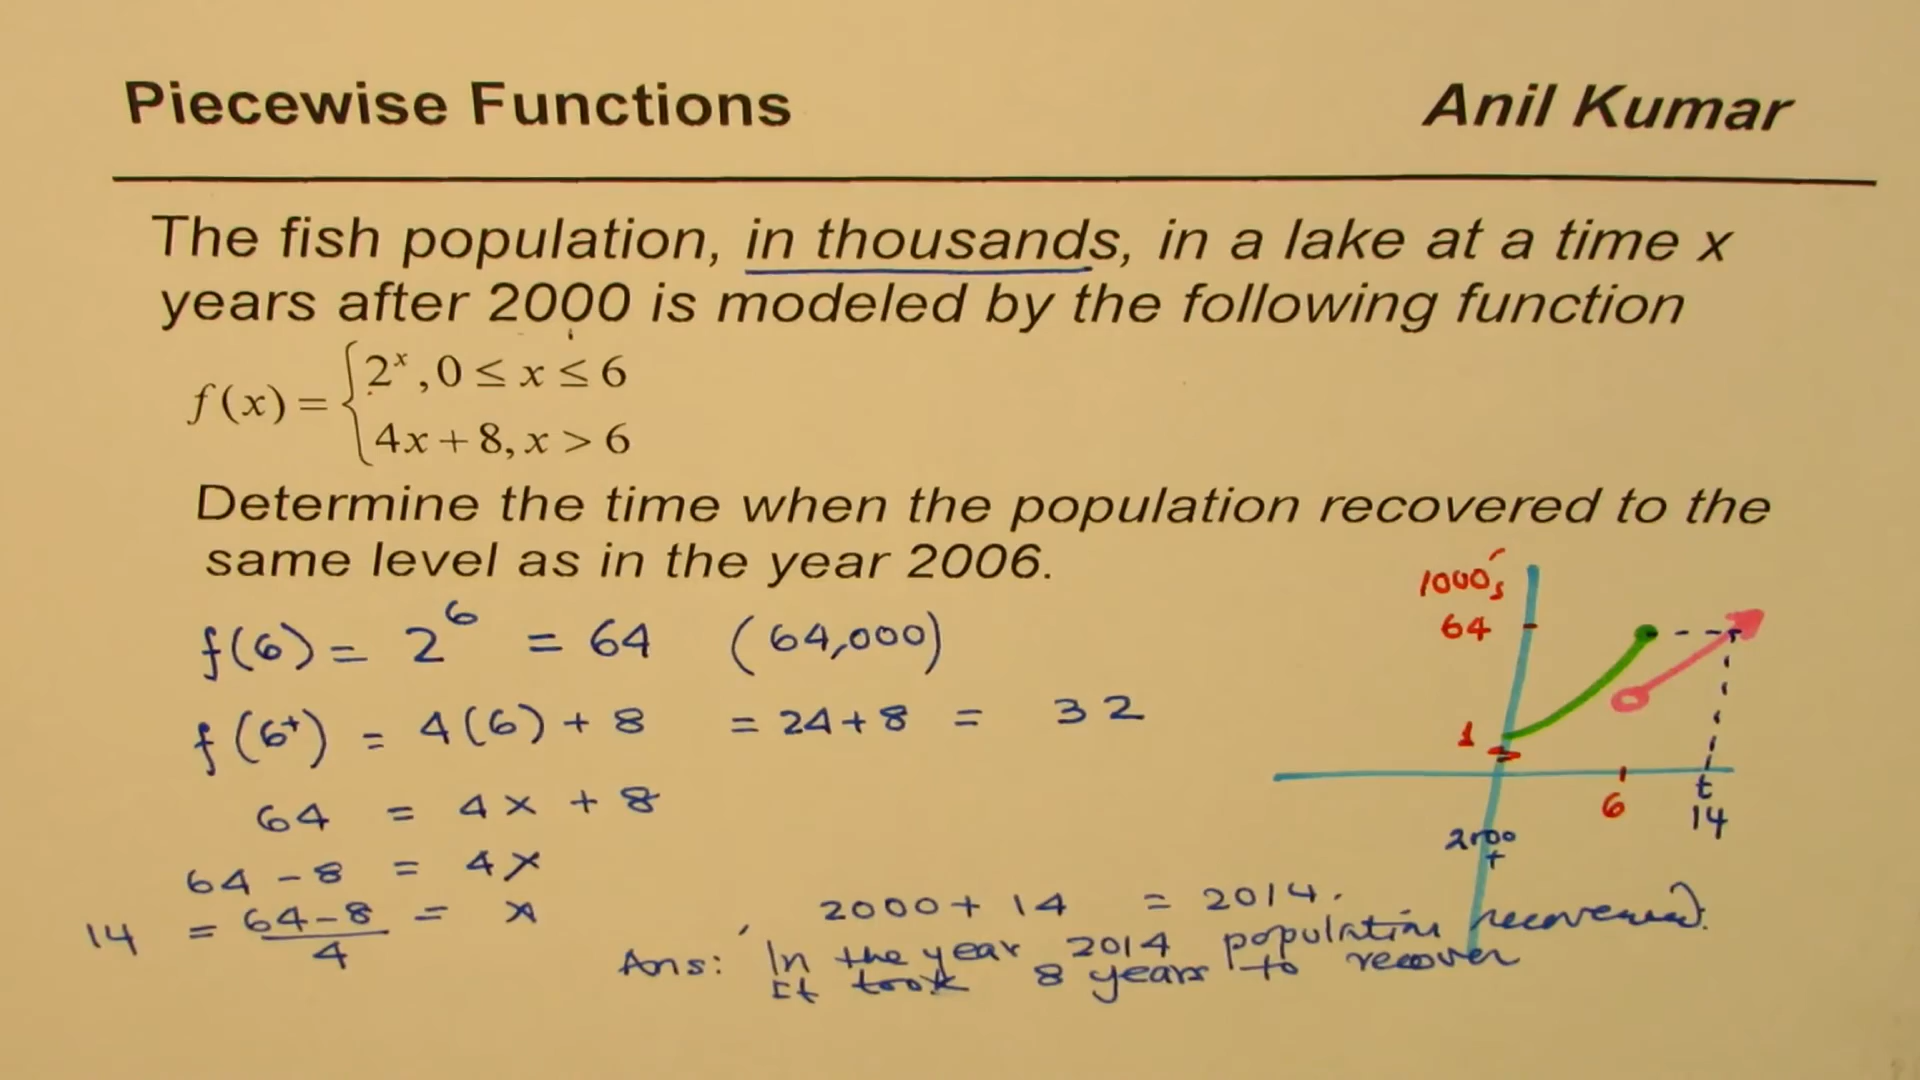 Piecewise Functions
Anil Kumar
The fish population, in thousands, in a lake at a time x
years after 2000 is modeled by the following function
f(x) = { 2^x , 0 ≤ x ≤ 6
4x + 8, x > 6
Determine the time when the population recovered to the
same level as in the year 2006.
f(6) = 2^6 = 64 (64,000)
f(6⁺) = 4(6) + 8 = 24 + 8 = 32
64 = 4x + 8
64 - 8 = 4x
14 = (64 - 8)/4 = x
2000 + 14 = 2014.
Ans: In the year 2014 population recovered.
It took 8 years to recover
1000's
64
1
6
t
14
2000
+